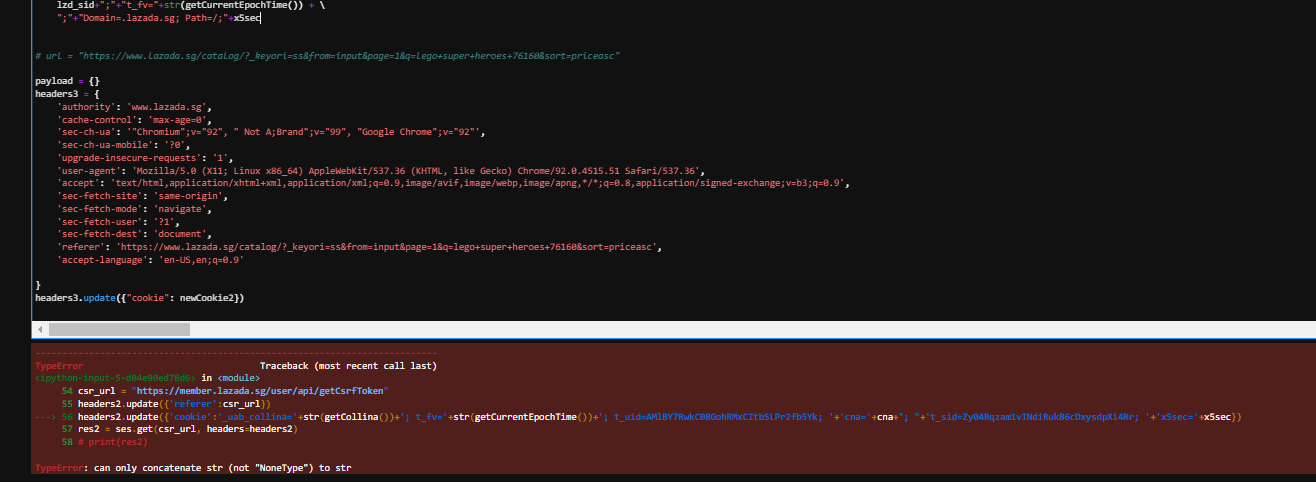 lzd_sid+";"+"t_fv="+str(getCurrentEpochTime()) + \
";"+"Domain=.lazada.sg; Path=/;"+x5sec
# url = "https://www.lazada.sg/catalog/?_keyori=ss&from=input&page=1&q=lego+super+heroes+76160&sort=priceasc"
payload = {}
headers3 = {
'authority': 'www.lazada.sg',
'cache-control': 'max-age=0',
'sec-ch-ua': '"Chromium";v="92", " Not A;Brand";v="99", "Google Chrome";v="92"',
'sec-ch-ua-mobile': '?0',
'upgrade-insecure-requests': '1',
'user-agent': 'Mozilla/5.0 (X11; Linux x86_64) AppleWebKit/537.36 (KHTML, like Gecko) Chrome/92.0.4515.51 Safari/537.36',
'accept': 'text/html,application/xhtml+xml,application/xml;q=0.9,image/avif,image/webp,image/apng,*/*;q=0.8,application/signed-exchange;v=b3;q=0.9',
'sec-fetch-site': 'same-origin',
'sec-fetch-mode': 'navigate',
'sec-fetch-user': '?1',
'sec-fetch-dest': 'document',
'referer': 'https://www.lazada.sg/catalog/?_keyori=ss&from=input&page=1&q=lego+super+heroes+76160&sort=priceasc',
'accept-language': 'en-US,en;q=0.9'
}
headers3.update({"cookie": newCookie2})
---------------------------------------------------------------------------
TypeError Traceback (most recent call last)
<ipython-input-5-d04e90ed78d6> in <module>
54 csr_url = "https://member.lazada.sg/user/api/getCsrfToken"
55 headers2.update({'referer':csr_url})
---> 56 headers2.update({'cookie':'_uab_collina='+str(getCollina())+'; t_fv='+str(getCurrentEpochTime())+'; t_uid=AMlBY7RwkC08GohRMxCItbSLPr2fb5Yk; '+'cna='+cna+"; "+'t_sid=Zy04Rqzam1vINdiRukB6cDxysdpXi4Rr; '+'x5sec='+x5sec})
57 res2 = ses.get(csr_url, headers=headers2)
58 # print(res2)
TypeError: can only concatenate str (not "NoneType") to str